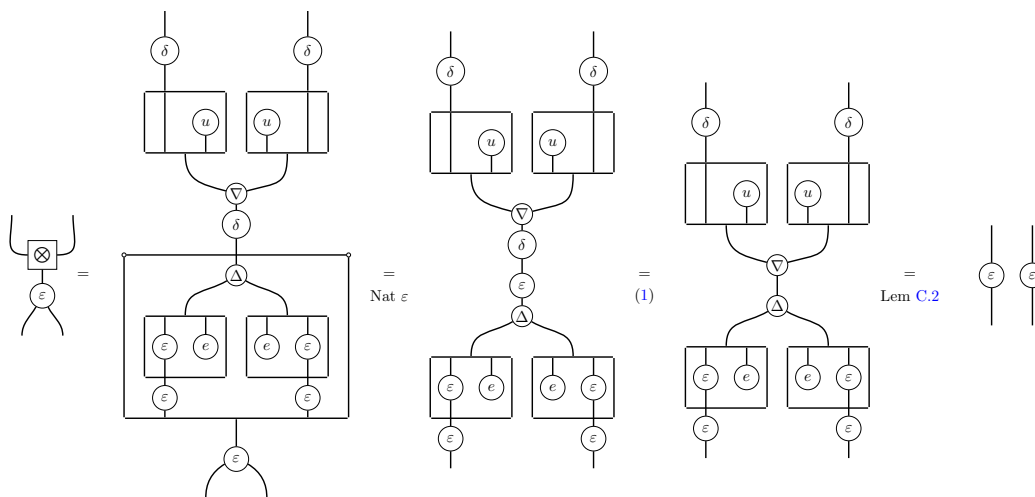 ⊗
ε
=
δ δ
u u
∇
δ
Δ
ε e e ε
ε ε
ε
=
Nat ε
δ δ
u u
∇
δ
ε
Δ
ε e e ε
ε ε
=
(1)
δ δ
u u
∇
Δ
ε e e ε
ε ε
=
Lem C.2
ε ε